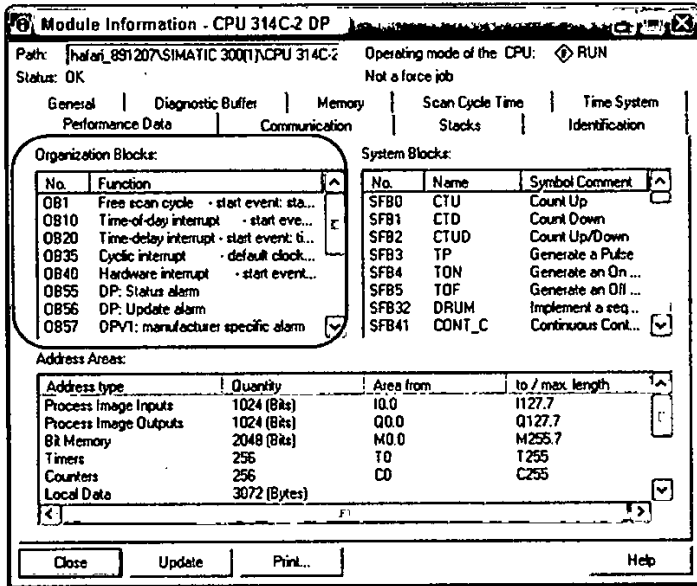 Module Information - CPU 314C-2 DP
Path: hafari_891207\SIMATIC 300(1)\CPU 314C-2 Operating mode of the CPU: RUN
Status: OK Not a force job
General Diagnostic Buffer Memory Scan Cycle Time Time System
Performance Data Communication Stacks Identification
Organization Blocks: System Blocks:
No. Function No. Name Symbol Comment
OB1 Free scan cycle - start event: sta... SFB0 CTU Count Up
OB10 Time-of-day interrupt - start eve... SFB1 CTD Count Down
OB20 Time-delay interrupt - start event: ti... SFB2 CTUD Count Up/Down
OB35 Cyclic interrupt - default clock... SFB3 TP Generate a Pulse
OB40 Hardware interrupt - start event... SFB4 TON Generate an On ...
OB55 DP: Status alarm SFB5 TOF Generate an Off ...
OB56 DP: Update alarm SFB32 DRUM Implement a seq...
OB57 DPV1: manufacturer specific alarm SFB41 CONT_C Continuous Cont...
Address Areas:
Address type Quantity Area from to / max. length
Process Image Inputs 1024 (Bits) I0.0 I127.7
Process Image Outputs 1024 (Bits) Q0.0 Q127.7
Bit Memory 2048 (Bits) M0.0 M255.7
Timers 256 T0 T255
Counters 256 C0 C255
Local Data 3072 (Bytes)
Close Update Print... Help